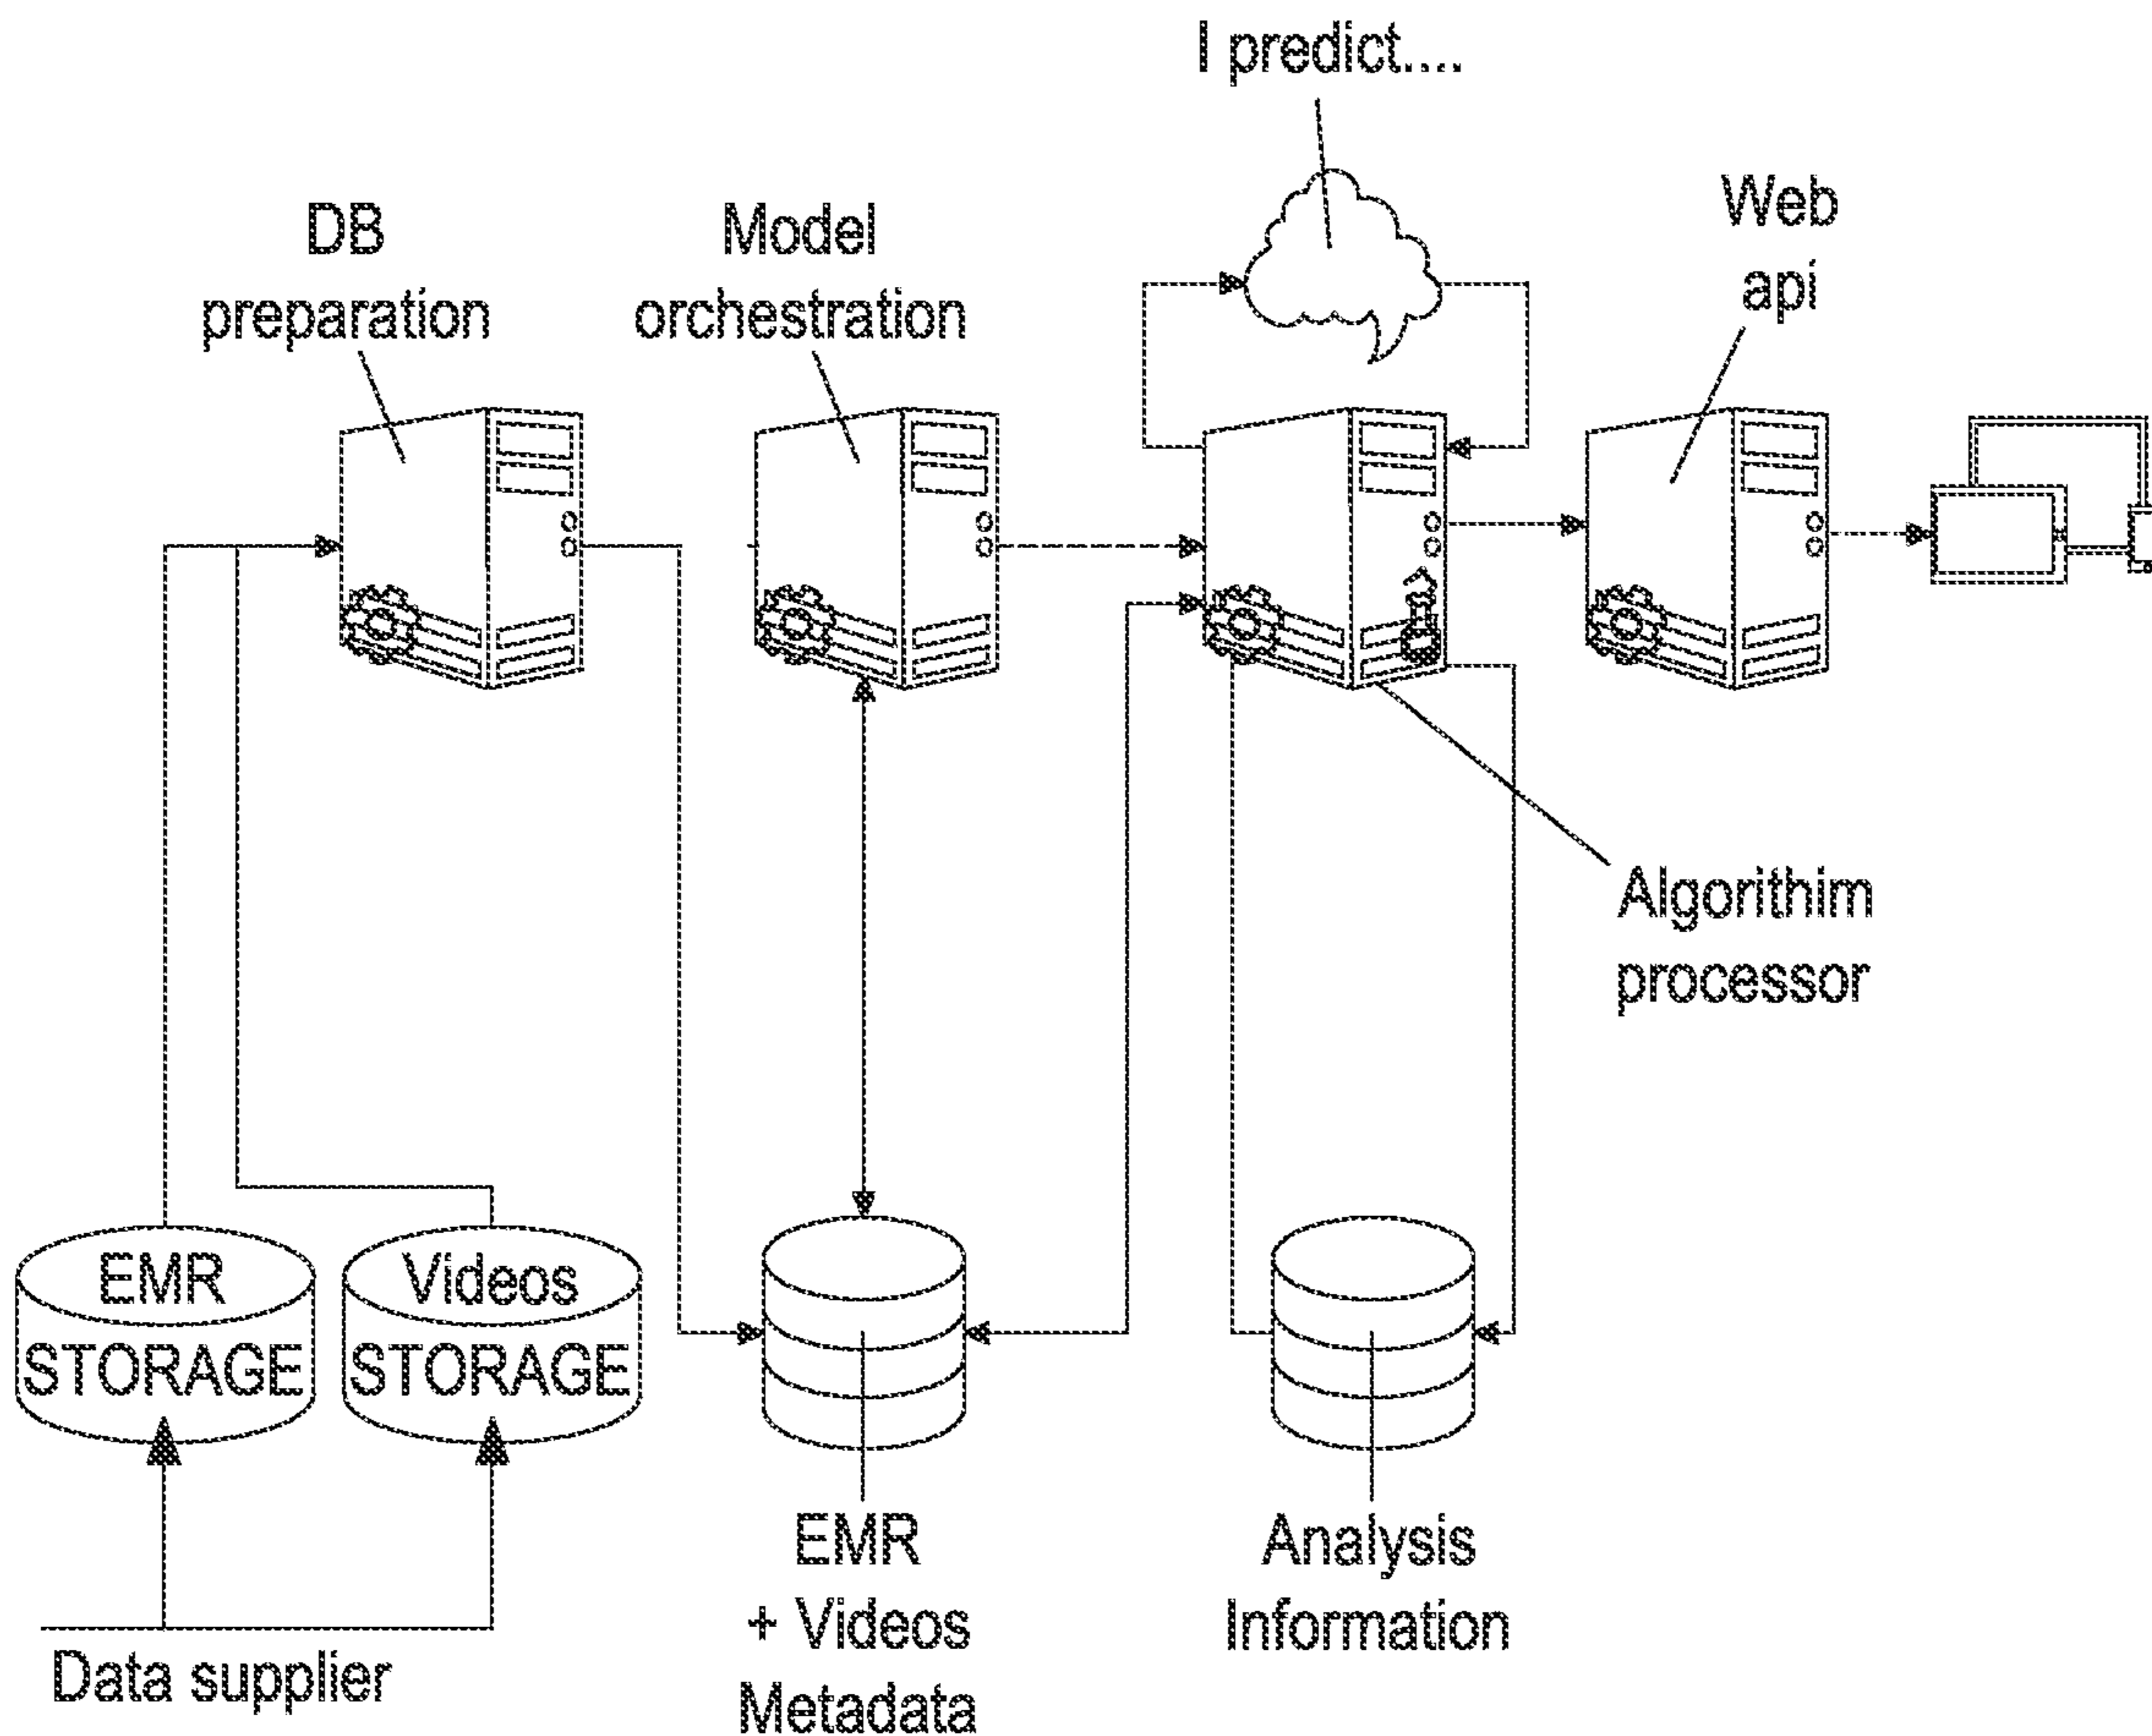 I predict....
DB
preparation
Model
orchestration
Web
api
Algorithim
processor
EMR
STORAGE
Videos
STORAGE
Data supplier
EMR
+ Videos
Metadata
Analysis
Information